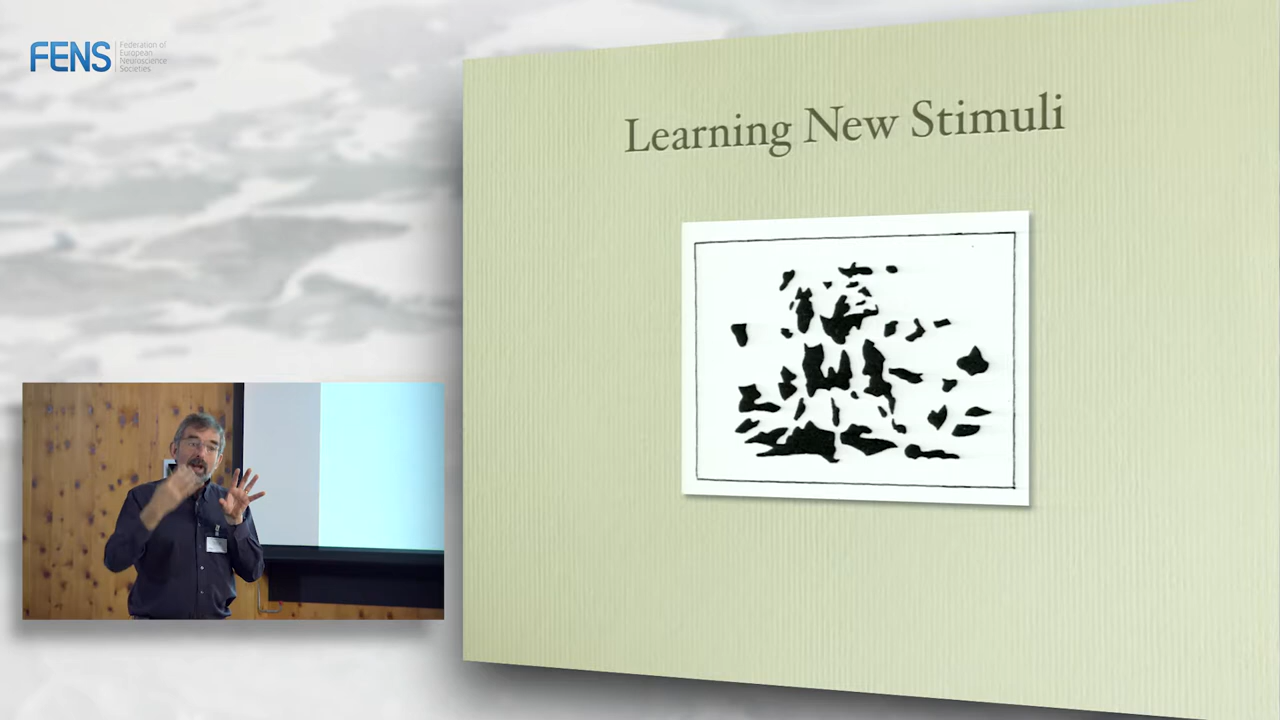 FENS
Federation of
European
Neuroscience
Societies
Learning New Stimuli